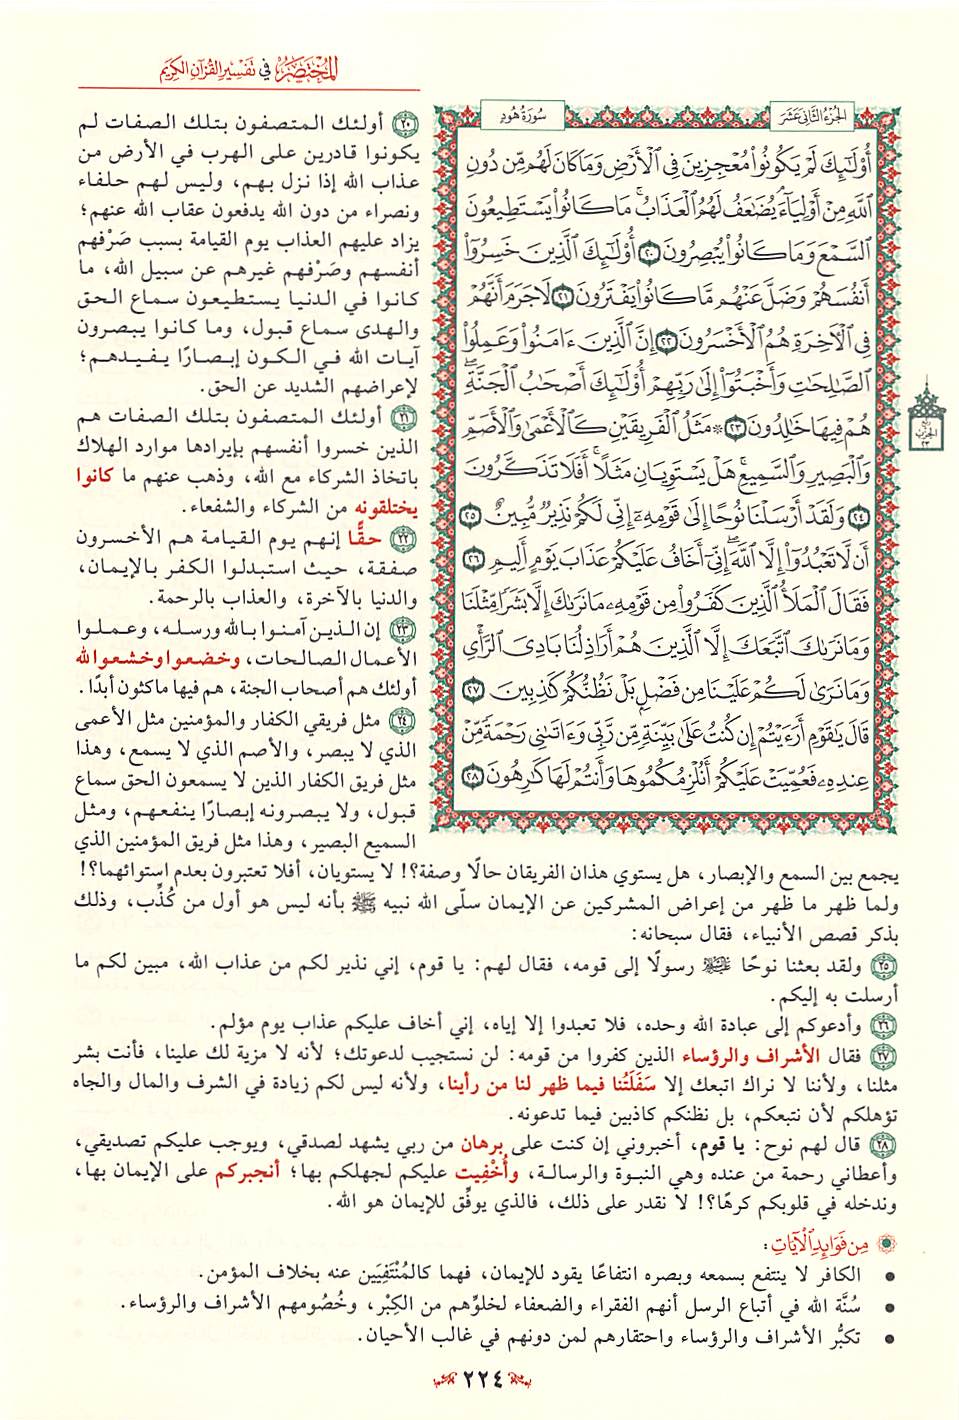 المختصر في تفسير القرآن الكريم
الجزء الثاني عشر
سورة هود
أُوْلَٰٓئِكَ لَمۡ يَكُونُواْ مُعۡجِزِينَ فِي ٱلۡأَرۡضِ وَمَا كَانَ لَهُم مِّن دُونِ
ٱللَّهِ مِنۡ أَوۡلِيَآءَۘ يُضَٰعَفُ لَهُمُ ٱلۡعَذَابُۚ مَا كَانُواْ يَسۡتَطِيعُونَ
ٱلسَّمۡعَ وَمَا كَانُواْ يُبۡصِرُونَ ٢٠ أُوْلَٰٓئِكَ ٱلَّذِينَ خَسِرُوٓاْ
أَنفُسَهُمۡ وَضَلَّ عَنۡهُم مَّا كَانُواْ يَفۡتَرُونَ ٢١ لَا جَرَمَ أَنَّهُمۡ
فِي ٱلۡأٓخِرَةِ هُمُ ٱلۡأَخۡسَرُونَ ٢٢ إِنَّ ٱلَّذِينَ ءَامَنُواْ وَعَمِلُواْ
ٱلصَّٰلِحَٰتِ وَأَخۡبَتُوٓاْ إِلَىٰ رَبِّهِمۡ أُوْلَٰٓئِكَ أَصۡحَٰبُ ٱلۡجَنَّةِۖ
هُمۡ فِيهَا خَٰلِدُونَ ٢٣ ۞ مَثَلُ ٱلۡفَرِيقَيۡنِ كَٱلۡأَعۡمَىٰ وَٱلۡأَصَمِّ
وَٱلۡبَصِيرِ وَٱلسَّمِيعِۚ هَلۡ يَسۡتَوِيَانِ مَثَلًاۚ أَفَلَا تَذَكَّرُونَ
٢٤ وَلَقَدۡ أَرۡسَلۡنَا نُوحًا إِلَىٰ قَوۡمِهِۦٓ إِنِّي لَكُمۡ نَذِيرٞ مُّبِينٌ ٢٥
أَن لَّا تَعۡبُدُوٓاْ إِلَّا ٱللَّهَۖ إِنِّيٓ أَخَافُ عَلَيۡكُمۡ عَذَابَ يَوۡمٍ أَلِيمٖ ٢٦
فَقَالَ ٱلۡمَلَأُ ٱلَّذِينَ كَفَرُواْ مِن قَوۡمِهِۦ مَا نَرَىٰكَ إِلَّا بَشَرٗا مِّثۡلَنَا
وَمَا نَرَىٰكَ ٱتَّبَعَكَ إِلَّا ٱلَّذِينَ هُمۡ أَرَاذِلُنَا بَادِيَ ٱلرَّأۡيِ
وَمَا نَرَىٰ لَكُمۡ عَلَيۡنَا مِن فَضۡلِۭ بَلۡ نَظُنُّكُمۡ كَٰذِبِينَ ٢٧
قَالَ يَٰقَوۡمِ أَرَءَيۡتُمۡ إِن كُنتُ عَلَىٰ بَيِّنَةٖ مِّن رَّبِّي وَءَاتَىٰنِي رَحۡمَةٗ مِّنۡ
عِندِهِۦ فَعُمِّيَتۡ عَلَيۡكُمۡ أَنُلۡزِمُكُمُوهَا وَأَنتُمۡ لَهَا كَٰرِهُونَ ٢٨
ربع
الحزب
٢٣
٢٠ أولئك المتصفون بتلك الصفات لم
يكونوا قادرين على الهرب في الأرض من
عذاب الله إذا نزل بهم، وليس لهم حلفاء
ونصراء من دون الله يدفعون عقاب الله عنهم؛
يزاد عليهم العذاب يوم القيامة بسبب صَرْفهم
أنفسهم وصَرْفهم غيرهم عن سبيل الله، ما
كانوا في الدنيا يستطيعون سماع الحق
والهدى سماع قبول، وما كانوا يبصرون
آيات الله في الكون إبصارًا يفيدهم؛
لإعراضهم الشديد عن الحق.
٢١ أولئك المتصفون بتلك الصفات هم
الذين خسروا أنفسهم بإيرادها موارد الهلاك
باتخاذ الشركاء مع الله، وذهب عنهم ما كانوا
يختلقونه من الشركاء والشفعاء.
٢٢ حقًّا إنهم يوم القيامة هم الأخسرون
صفقة، حيث استبدلوا الكفر بالإيمان،
والدنيا بالآخرة، والعذاب بالرحمة.
٢٣ إن الذين آمنوا بالله ورسله، وعملوا
الأعمال الصالحات، وخضعوا وخشعوا لله
أولئك هم أصحاب الجنة، هم فيها ماكثون أبدًا.
٢٤ مثل فريقي الكفار والمؤمنين مثل الأعمى
الذي لا يبصر، والأصم الذي لا يسمع، وهذا
مثل فريق الكفار الذين لا يسمعون الحق سماع
قبول، ولا يبصرونه إبصارًا ينفعهم، ومثل
السميع البصير، وهذا مثل فريق المؤمنين الذي
يجمع بين السمع والإبصار، هل يستوي هذان الفريقان حالًا وصفة؟! لا يستويان، أفلا تعتبرون بعدم استوائهما؟!
ولما ظهر ما ظهر من إعراض المشركين عن الإيمان سلّى الله نبيه ﷺ بأنه ليس هو أول من كُذِّب، وذلك
بذكر قصص الأنبياء، فقال سبحانه:
٢٥ ولقد بعثنا نوحًا عليه السلام رسولًا إلى قومه، فقال لهم: يا قوم، إني نذير لكم من عذاب الله، مبين لكم ما
أرسلت به إليكم.
٢٦ وأدعوكم إلى عبادة الله وحده، فلا تعبدوا إلا إياه، إني أخاف عليكم عذاب يوم مؤلم.
٢٧ فقال الأشراف والرؤساء الذين كفروا من قومه: لن نستجيب لدعوتك؛ لأنه لا مزية لك علينا، فأنت بشر
مثلنا، ولأننا لا نراك اتبعك إلا سَفَلَتُنا فيما ظهر لنا من رأينا، ولأنه ليس لكم زيادة في الشرف والمال والجاه
تؤهلكم لأن نتبعكم، بل نظنكم كاذبين فيما تدعونه.
٢٨ قال لهم نوح: يا قوم، أخبروني إن كنت على برهان من ربي يشهد لصدقي، ويوجب عليكم تصديقي،
وأعطاني رحمة من عنده وهي النبوة والرسالة، وأُخْفِيت عليكم لجهلكم بها؛ أنجبركم على الإيمان بها،
وندخله في قلوبكم كرهًا؟! لا نقدر على ذلك، فالذي يوفِّق للإيمان هو الله.
من فوائد الآيات:
• الكافر لا ينتفع بسمعه وبصره انتفاعًا يقود للإيمان، فهما كالمُنْتَفِيَين عنه بخلاف المؤمن.
• سُنَّة الله في أتباع الرسل أنهم الفقراء والضعفاء لخلوِّهم من الكِبْر، وخُصُومهم الأشراف والرؤساء.
• تكبُّر الأشراف والرؤساء واحتقارهم لمن دونهم في غالب الأحيان.
٢٢٤